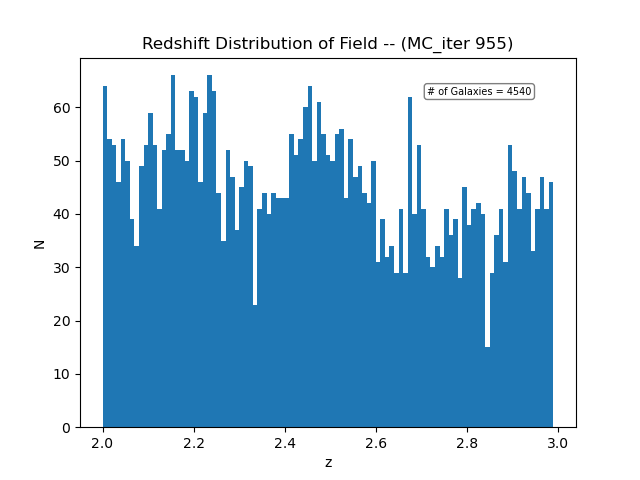 Redshift Distribution of Field -- (MC_iter 955)
# of Galaxies = 4540
60
50
40
30
20
10
0
N
2.0 2.2 2.4 2.6 2.8 3.0
z